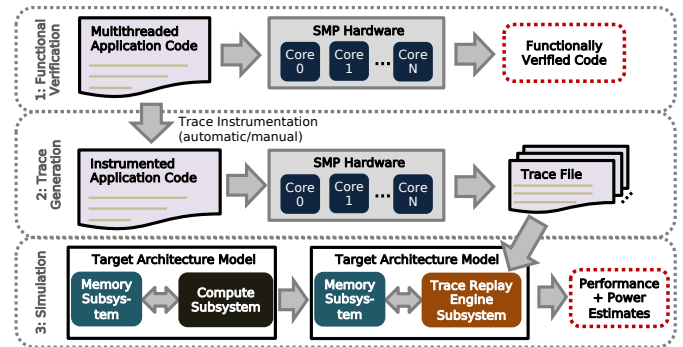 1: Functional
Verification
Multithreaded
Application Code
SMP Hardware
Core
0
Core
1
...
Core
N
Functionally
Verified Code
Trace Instrumentation
(automatic/manual)
2: Trace
Generation
Instrumented
Application Code
SMP Hardware
Core
0
Core
1
...
Core
N
Trace File
...
3: Simulation
Target Architecture Model
Memory
Subsys-
tem
Compute
Subsystem
Target Architecture Model
Memory
Subsys-
tem
Trace Replay
Engine
Subsystem
Performance
+ Power
Estimates